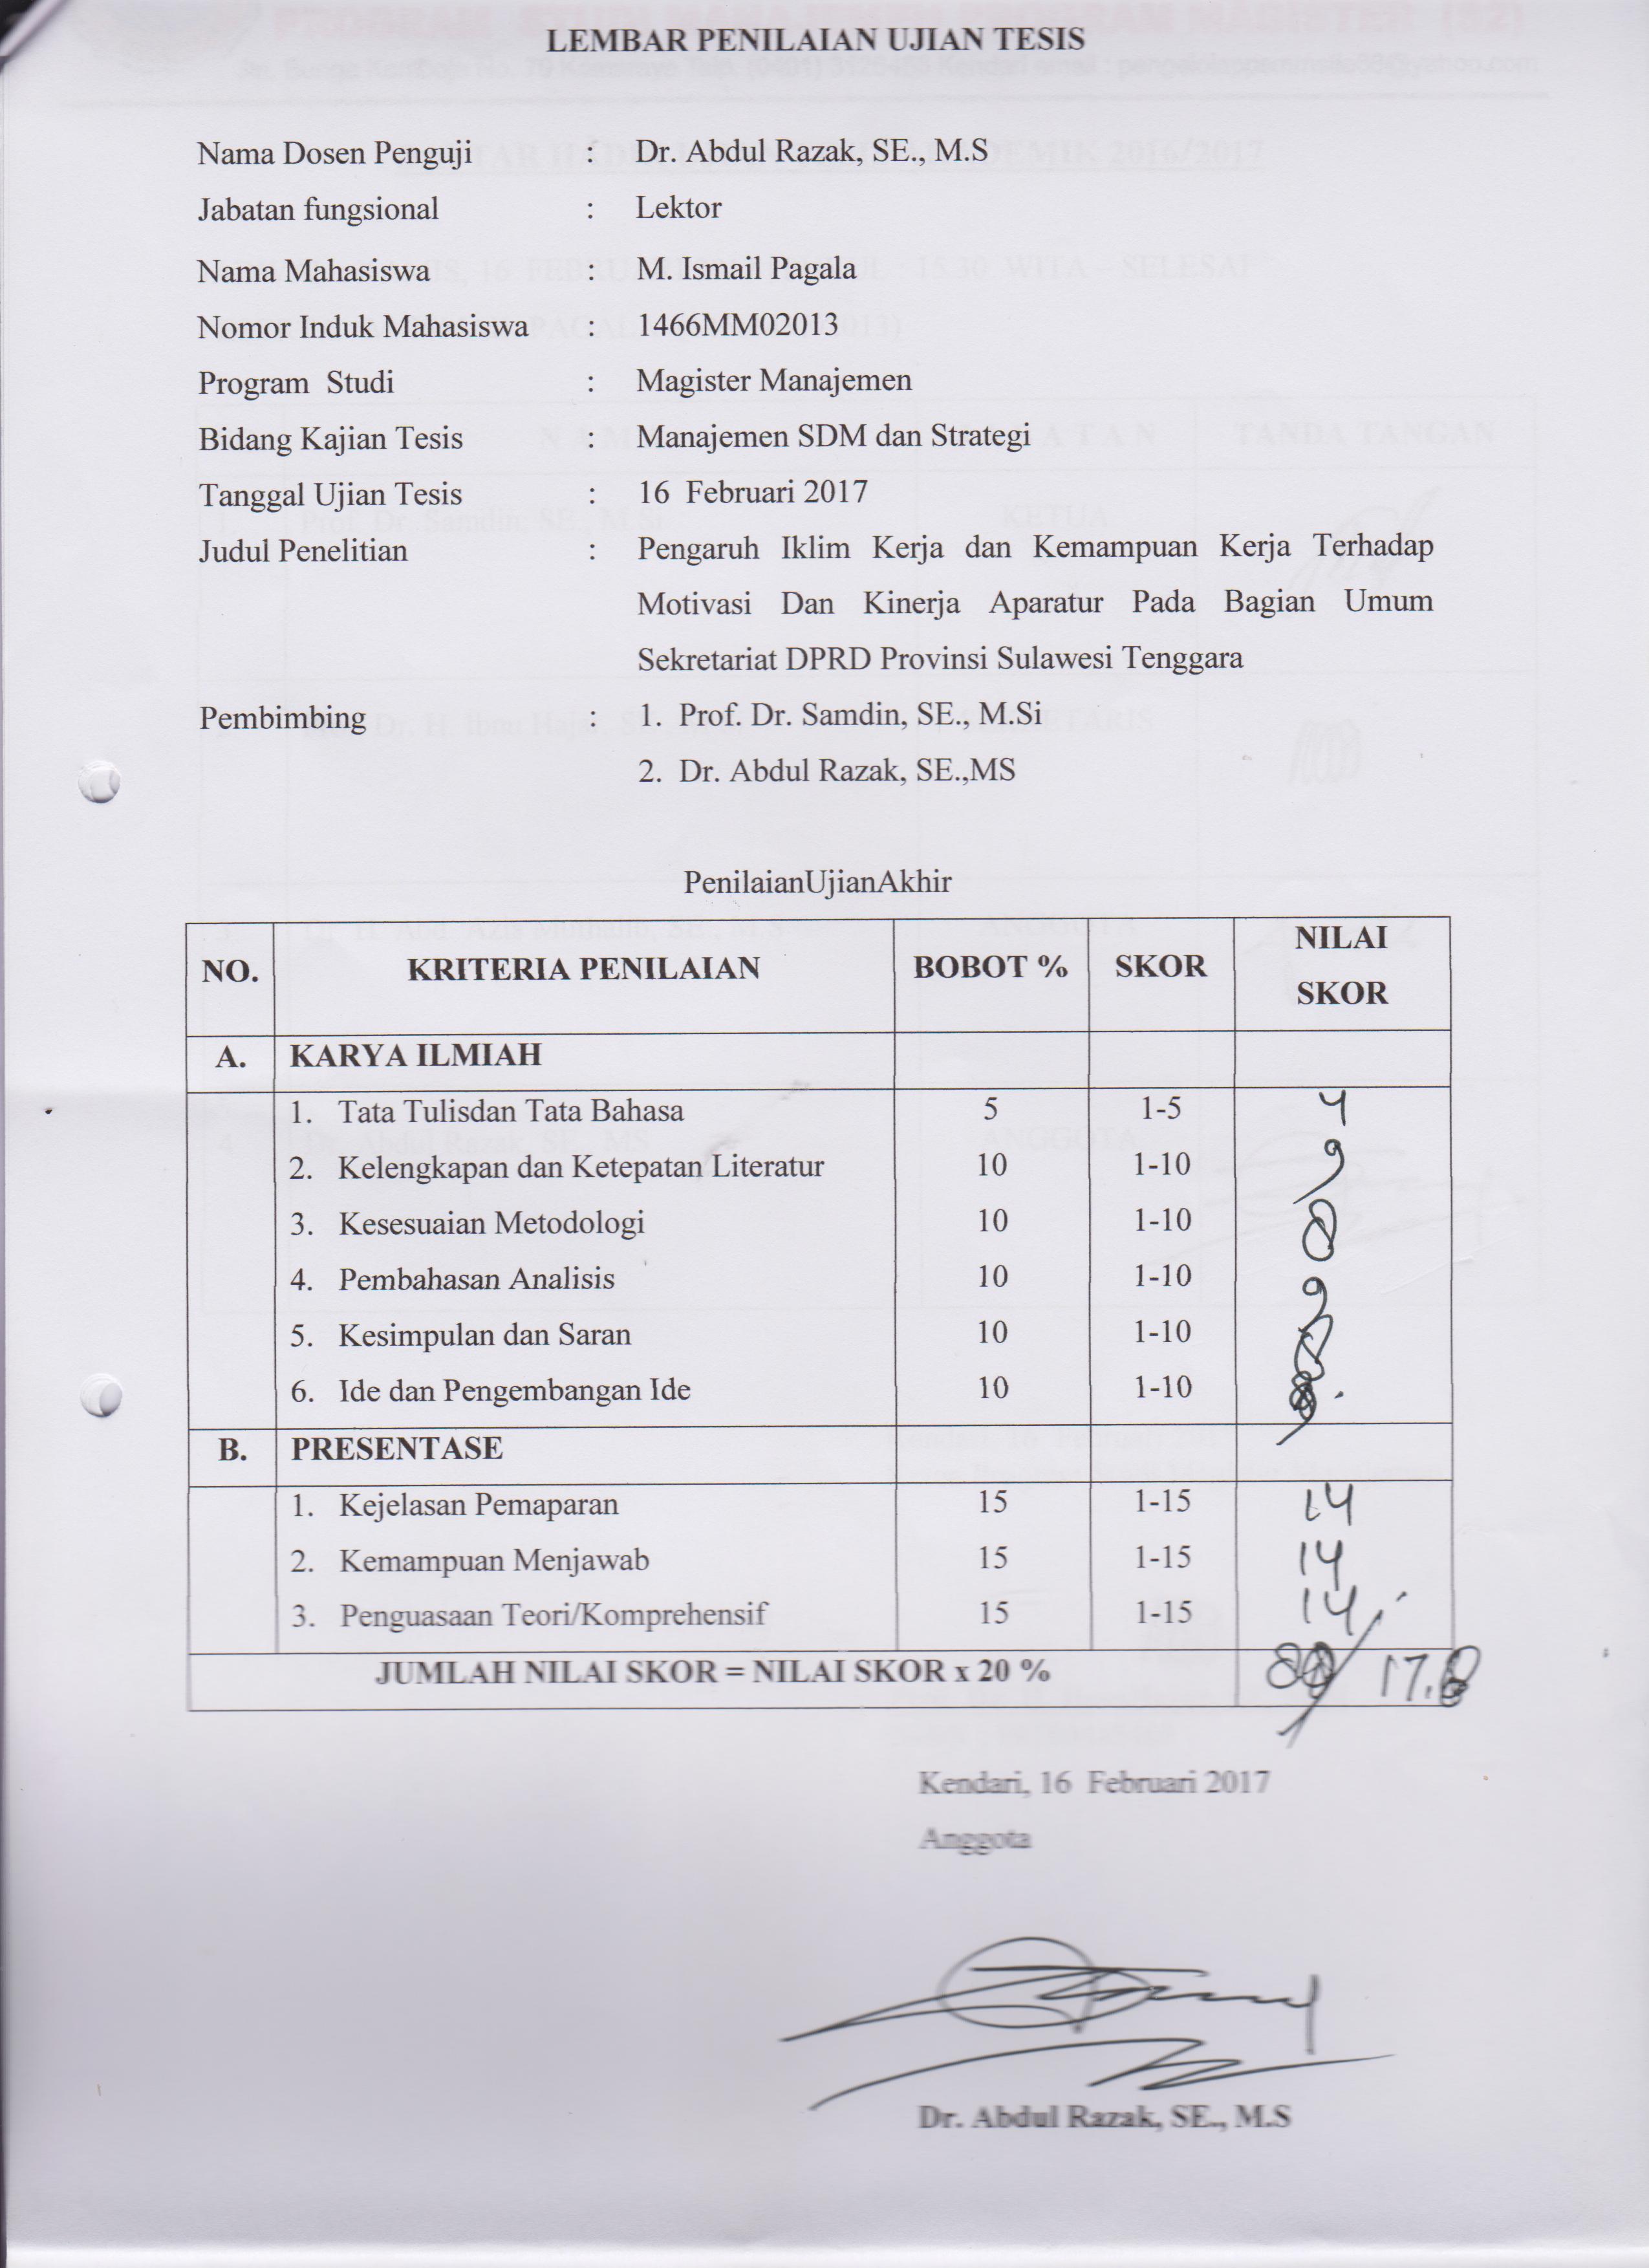 LEMBAR PENILAIAN UJIAN TESIS
Nama Dosen Penguji : Dr. Abdul Razak, SE., M.S
Jabatan fungsional : Lektor
Nama Mahasiswa : M. Ismail Pagala
Nomor Induk Mahasiswa : 1466MM02013
Program Studi : Magister Manajemen
Bidang Kajian Tesis : Manajemen SDM dan Strategi
Tanggal Ujian Tesis : 16 Februari 2017
Judul Penelitian : Pengaruh Iklim Kerja dan Kemampuan Kerja Terhadap
Motivasi Dan Kinerja Aparatur Pada Bagian Umum
Sekretariat DPRD Provinsi Sulawesi Tenggara
Pembimbing : 1. Prof. Dr. Samdin, SE., M.Si
2. Dr. Abdul Razak, SE.,MS
PenilaianUjianAkhir
NO. KRITERIA PENILAIAN BOBOT % SKOR NILAI SKOR
A. KARYA ILMIAH
1. Tata Tulisdan Tata Bahasa 5 1-5 4
2. Kelengkapan dan Ketepatan Literatur 10 1-10 9
3. Kesesuaian Metodologi 10 1-10 8
4. Pembahasan Analisis 10 1-10 9
5. Kesimpulan dan Saran 10 1-10 8
6. Ide dan Pengembangan Ide 10 1-10
B. PRESENTASE
1. Kejelasan Pemaparan 15 1-15 14
2. Kemampuan Menjawab 15 1-15 14
3. Penguasaan Teori/Komprehensif 15 1-15 14
JUMLAH NILAI SKOR = NILAI SKOR x 20 %
Kendari, 16 Februari 2017
Anggota
Dr. Abdul Razak, SE., M.S